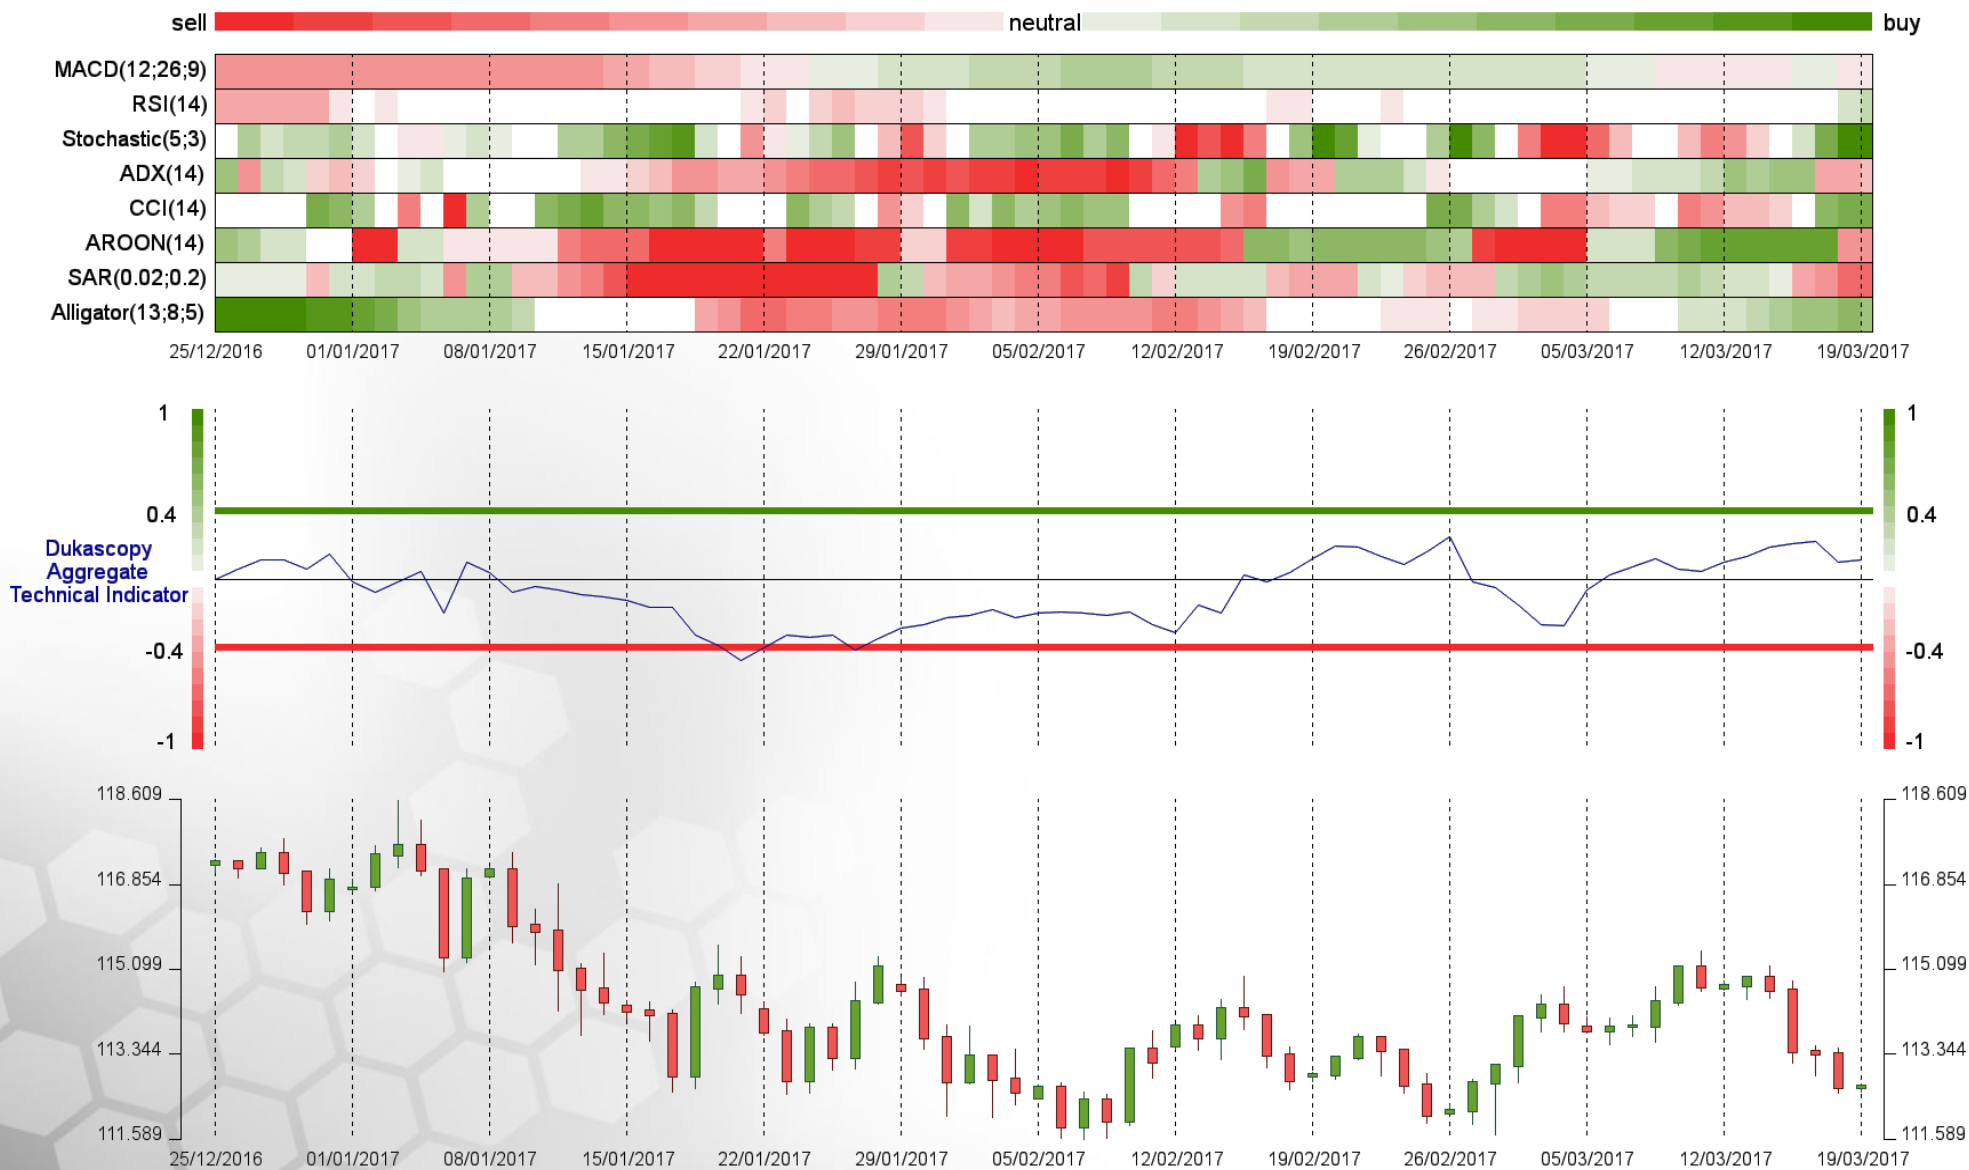 sell neutral buy
MACD(12;26;9)
RSI(14)
Stochastic(5;3)
ADX(14)
CCI(14)
AROON(14)
SAR(0.02;0.2)
Alligator(13;8;5)
25/12/2016 01/01/2017 08/01/2017 15/01/2017 22/01/2017 29/01/2017 05/02/2017 12/02/2017 19/02/2017 26/02/2017 05/03/2017 12/03/2017 19/03/2017
1 1
0.4 0.4
Dukascopy
Aggregate
Technical Indicator
-0.4 -0.4
-1 -1
118.609 118.609
116.854 116.854
115.099 115.099
113.344 113.344
111.589 111.589
25/12/2016 01/01/2017 08/01/2017 15/01/2017 22/01/2017 29/01/2017 05/02/2017 12/02/2017 19/02/2017 26/02/2017 05/03/2017 12/03/2017 19/03/2017